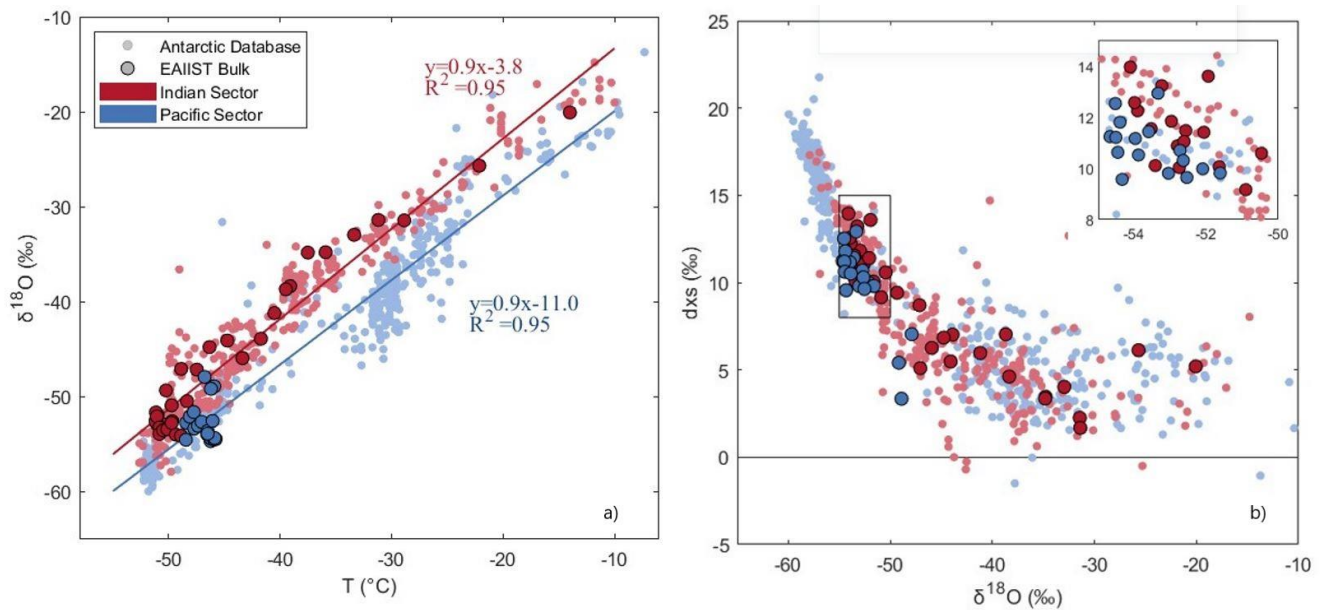 -10
-20
-30
-40
-50
-60
δ¹⁸O (‰)
Antarctic Database
EAIIST Bulk
Indian Sector
Pacific Sector
y=0.9x-3.8
R² =0.95
y=0.9x-11.0
R² =0.95
a)
-50 -40 -30 -20 -10
T (°C)
25
20
15
10
5
0
-5
dxs (‰)
14
12
10
8
-54 -52 -50
b)
-60 -50 -40 -30 -20 -10
δ¹⁸O (‰)